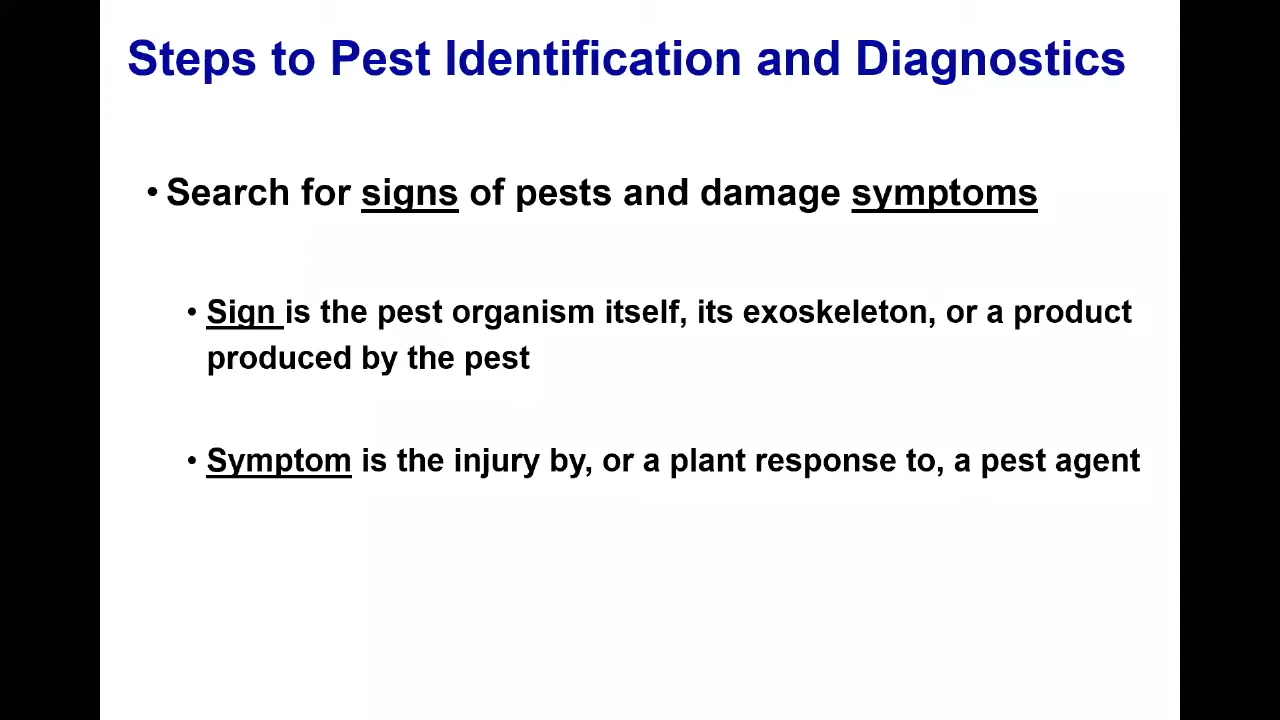 Steps to Pest Identification and Diagnostics
• Search for signs of pests and damage symptoms
• Sign is the pest organism itself, its exoskeleton, or a product
produced by the pest
• Symptom is the injury by, or a plant response to, a pest agent